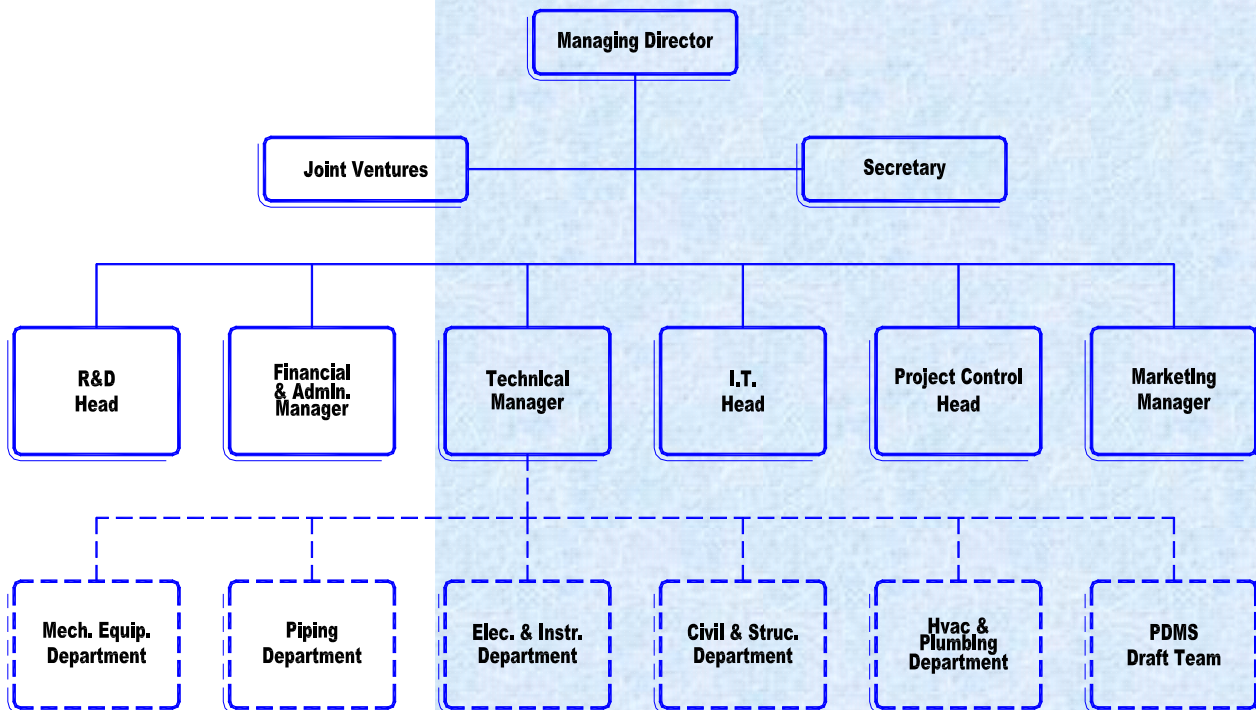 Managing Director
Joint Ventures
Secretary
R&D
Head
Financial
& Admin.
Manager
Technical
Manager
I.T.
Head
Project Control
Head
Marketing
Manager
Mech. Equip.
Department
Piping
Department
Elec. & Instr.
Department
Civil & Struc.
Department
Hvac &
Plumbing
Department
PDMS
Draft Team